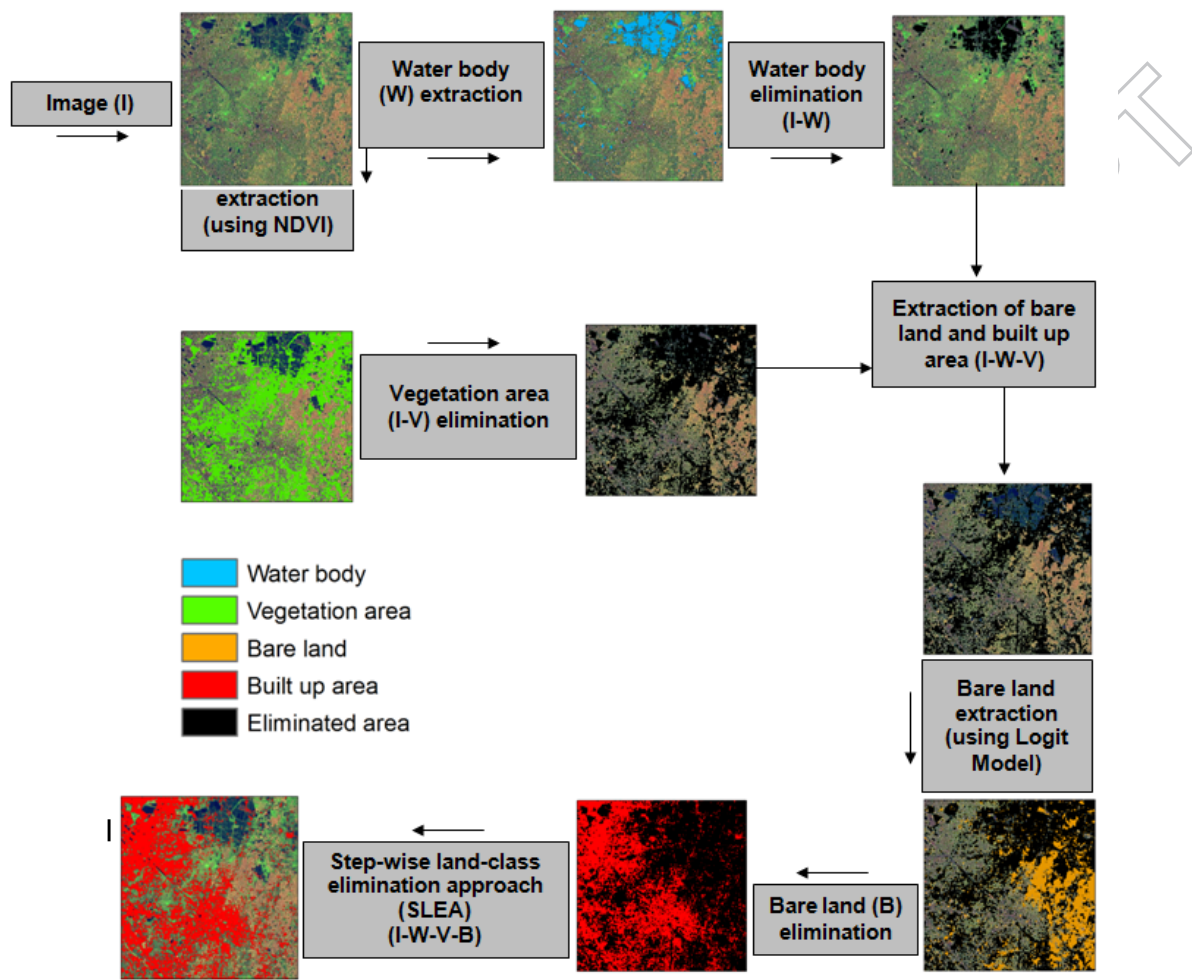 Image (I)
Water body
(W) extraction
Water body
elimination
(I-W)
extraction
(using NDVI)
Extraction of bare
land and built up
area (I-W-V)
Vegetation area
(I-V) elimination
Water body
Vegetation area
Bare land
Built up area
Eliminated area
Bare land
extraction
(using Logit
Model)
Bare land (B)
elimination
Step-wise land-class
elimination approach
(SLEA)
(I-W-V-B)
I
T